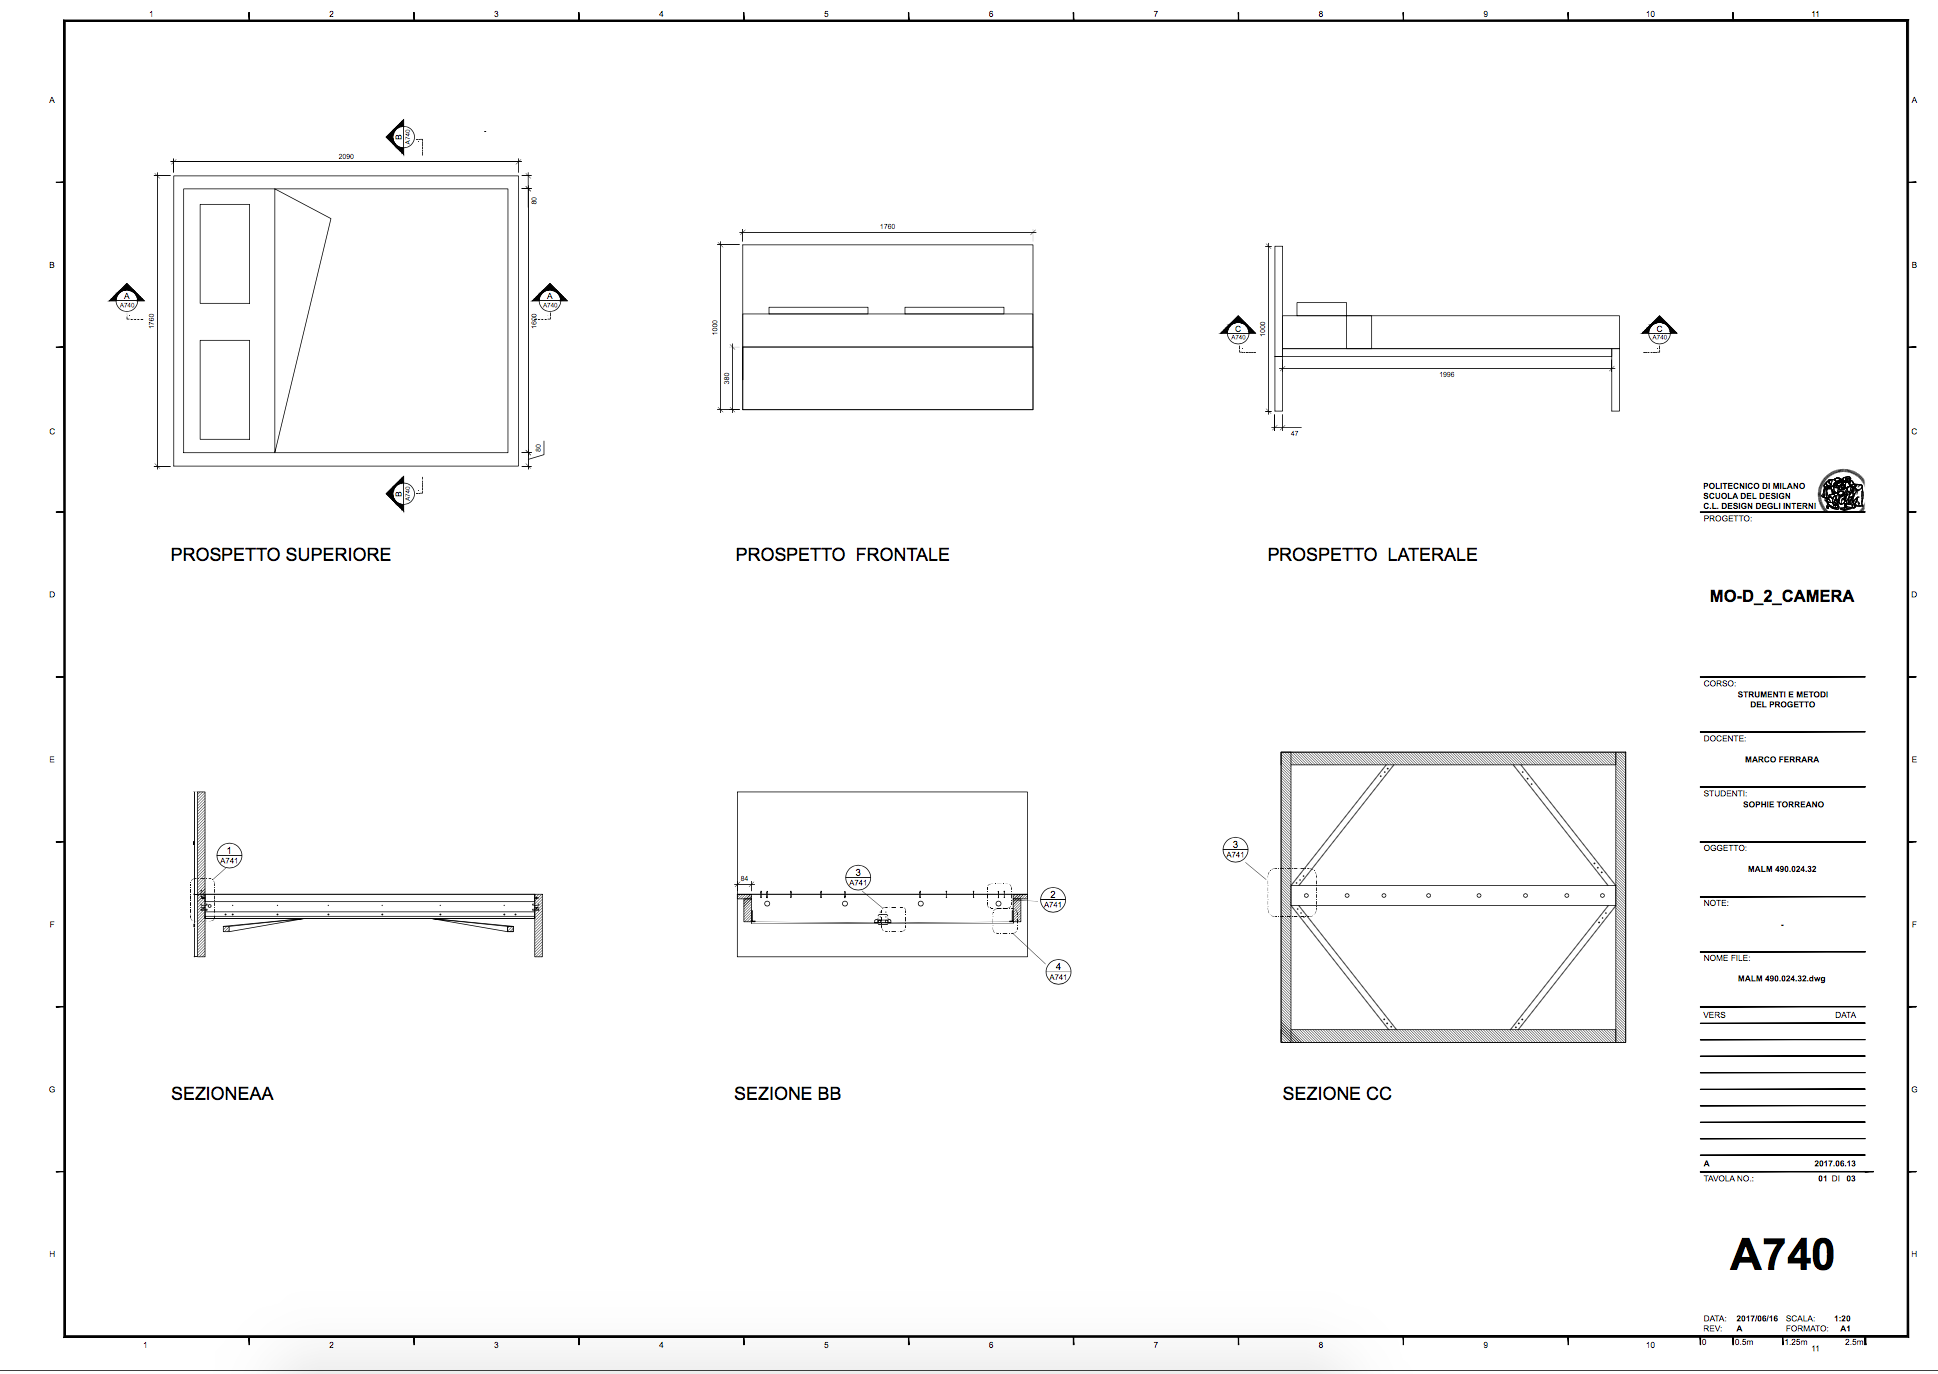 1 2 3 4 5 6 7 8 9 10 11
A A
B B
C C
D D
E E
F F
G G
H H
B
A740
2090
80
A
A740
A
A740
1760
1600
80
B
A740
PROSPETTO SUPERIORE
1760
1000
380
PROSPETTO FRONTALE
C
A740
1000
C
A740
1996
47
PROSPETTO LATERALE
1
A741
SEZIONEAA
84
3
A741
2
A741
4
A741
SEZIONE BB
3
A741
SEZIONE CC
POLITECNICO DI MILANO
SCUOLA DEL DESIGN
C.L. DESIGN DEGLI INTERNI
PROGETTO:
MO-D_2_CAMERA
CORSO:
STRUMENTI E METODI
DEL PROGETTO
DOCENTE:
MARCO FERRARA
STUDENTI:
SOPHIE TORREANO
OGGETTO:
MALM 490.024.32
NOTE:
-
NOME FILE:
MALM 490.024.32.dwg
VERS DATA
A 2017.06.13
TAVOLA NO.: 01 DI 03
A740
DATA: 2017/06/16 SCALA: 1:20
REV: A FORMATO: A1
0 0.5m 1.25m 2.5m
1 2 3 4 5 6 7 8 9 10 11